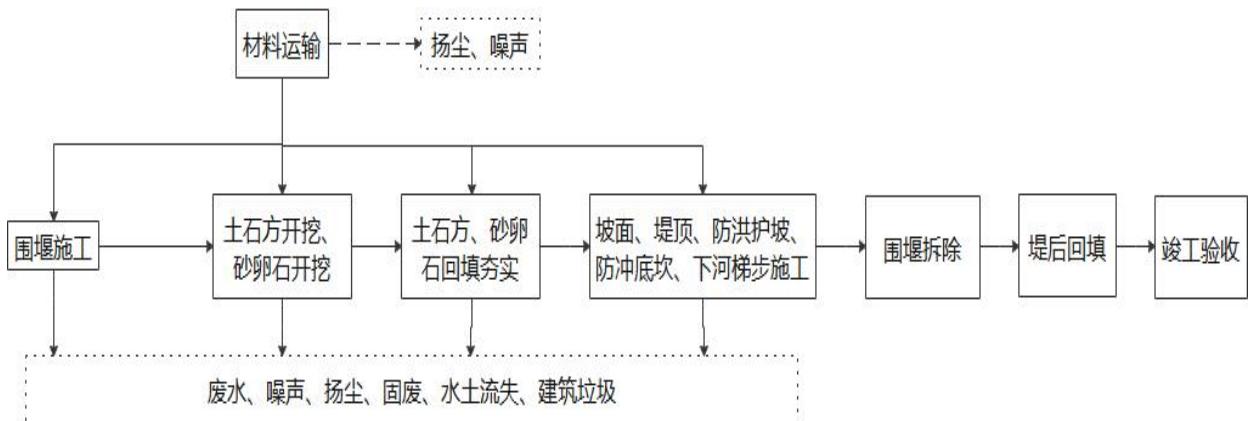 材料运输
扬尘、噪声
围堰施工
土石方开挖、
砂卵石开挖
土石方、砂卵
石回填夯实
坡面、堤顶、防洪护坡、
防冲底坎、下河梯步施工
围堰拆除
堤后回填
竣工验收
废水、噪声、扬尘、固废、水土流失、建筑垃圾